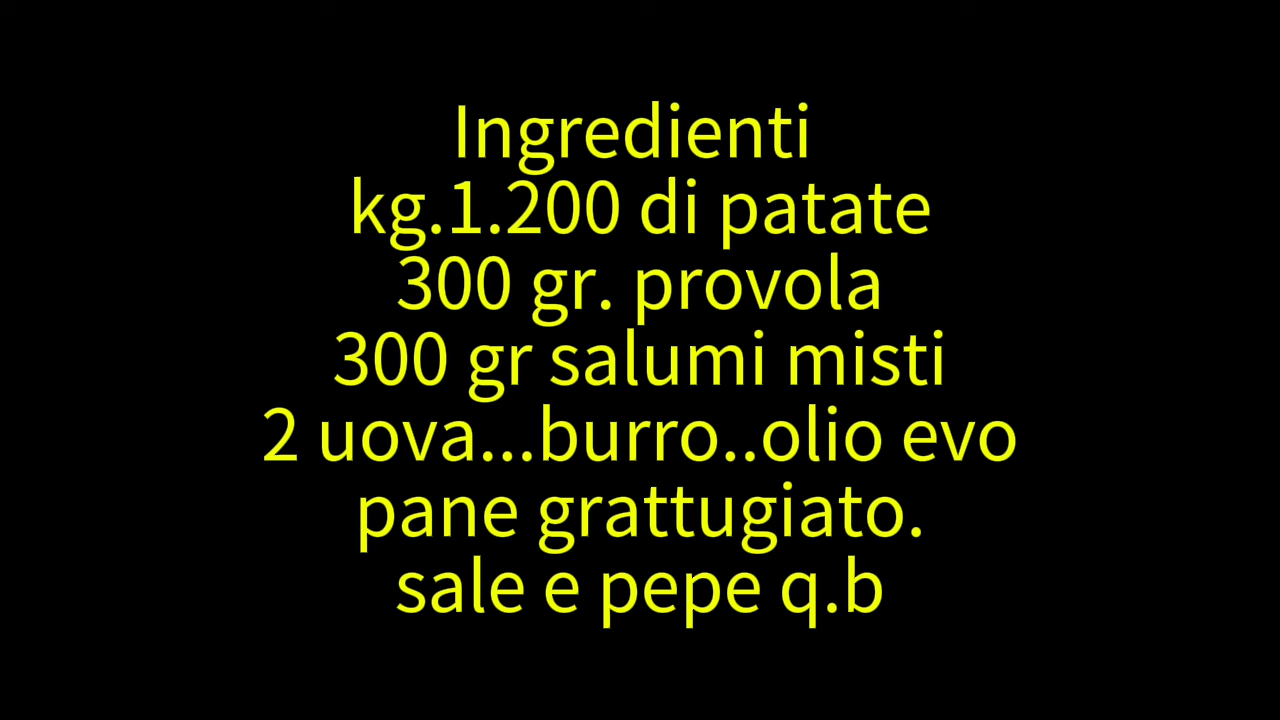 Ingredienti
kg.1.200 di patate
300 gr. provola
300 gr salumi misti
2 uova...burro..olio evo
pane grattugiato.
sale e pepe q.b